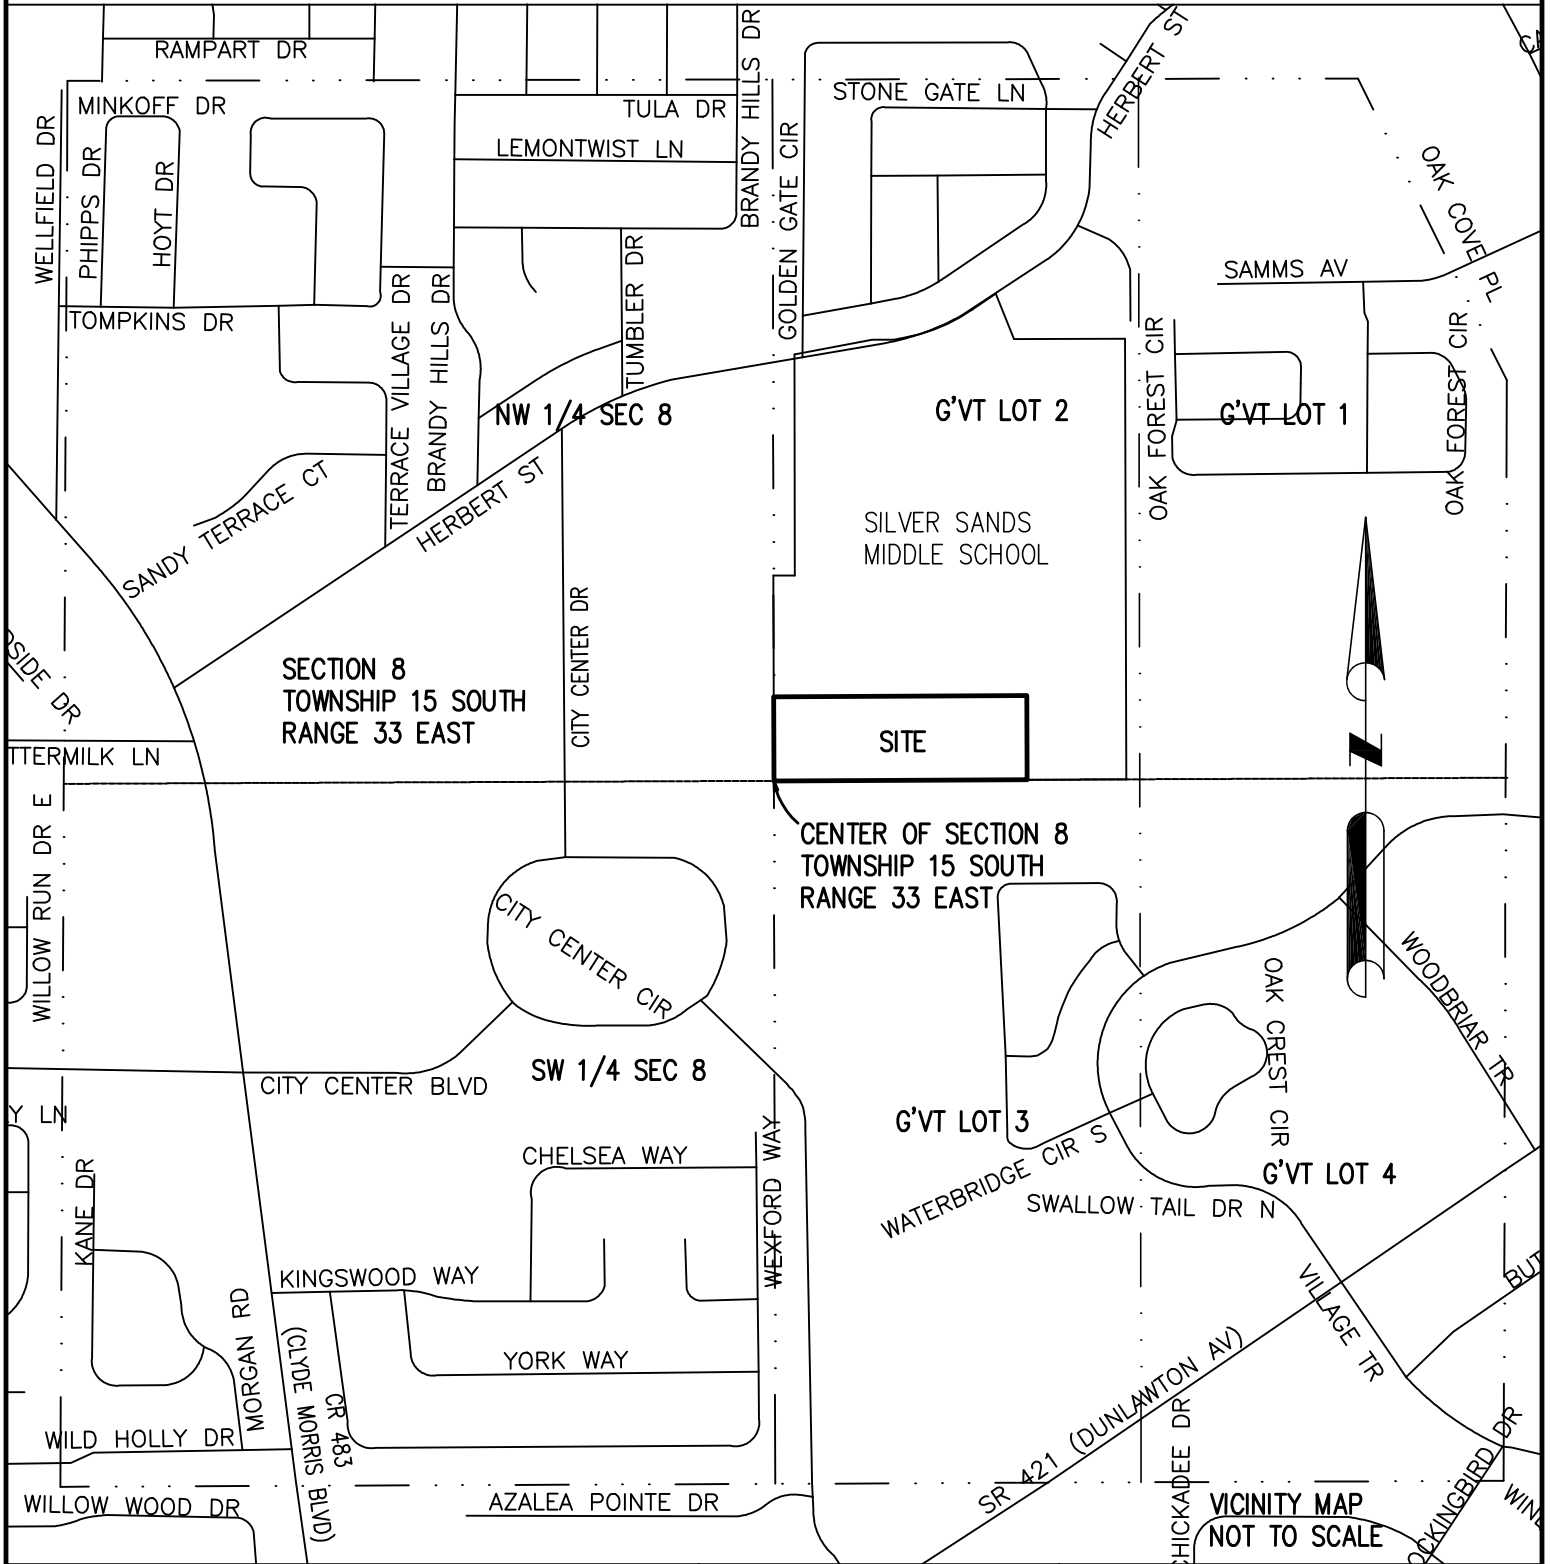 RAMPART DR
MINKOFF DR
WELLFIELD DR
PHIPPS DR
HOYT DR
TOMPKINS DR
TULA DR
LEMONTWIST LN
BRANDY HILLS DR
GOLDEN GATE CIR
STONE GATE LN
HERBERT ST
OAK COVE PL
SAMMS AV
TERRACE VILLAGE DR
BRANDY HILLS DR
TUMBLER DR
OAK FOREST CIR
OAK FOREST CIR
NW 1/4 SEC 8
G'VT LOT 2
G'VT LOT 1
SANDY TERRACE CT
HERBERT ST
SILVER SANDS
MIDDLE SCHOOL
CITY CENTER DR
SECTION 8
TOWNSHIP 15 SOUTH
RANGE 33 EAST
SITE
N
SIDE DR
TTERMILK LN
WILLOW RUN DR E
CENTER OF SECTION 8
TOWNSHIP 15 SOUTH
RANGE 33 EAST
CITY CENTER CIR
OAK CREST CIR
WOODBRIAR TR
CITY CENTER BLVD
SW 1/4 SEC 8
Y LN
G'VT LOT 3
WATERBRIDGE CIR S
G'VT LOT 4
SWALLOW TAIL DR N
KANE DR
CHELSEA WAY
WEXFORD WAY
KINGSWOOD WAY
YORK WAY
MORGAN RD
CR 483
(CLYDE MORRIS BLVD)
VILLAGE TR
BUT
SR 421 (DUNLAWTON AV)
WILD HOLLY DR
WILLOW WOOD DR
AZALEA POINTE DR
CHICKADEE DR
OCKINGBIRD DR
VICINITY MAP
NOT TO SCALE